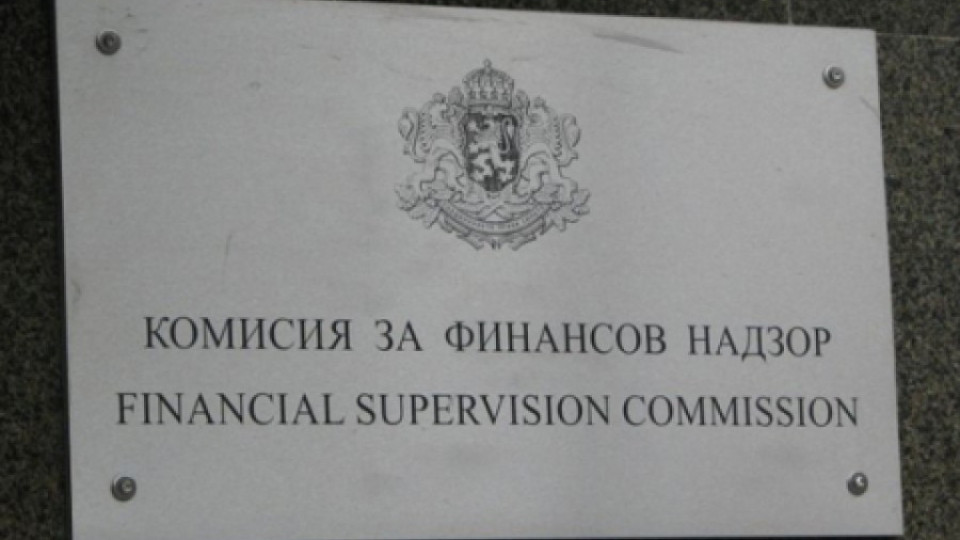 КОМИСИЯ ЗА ФИНАНСОВ НАДЗОР
FINANCIAL SUPERVISION COMMISSION